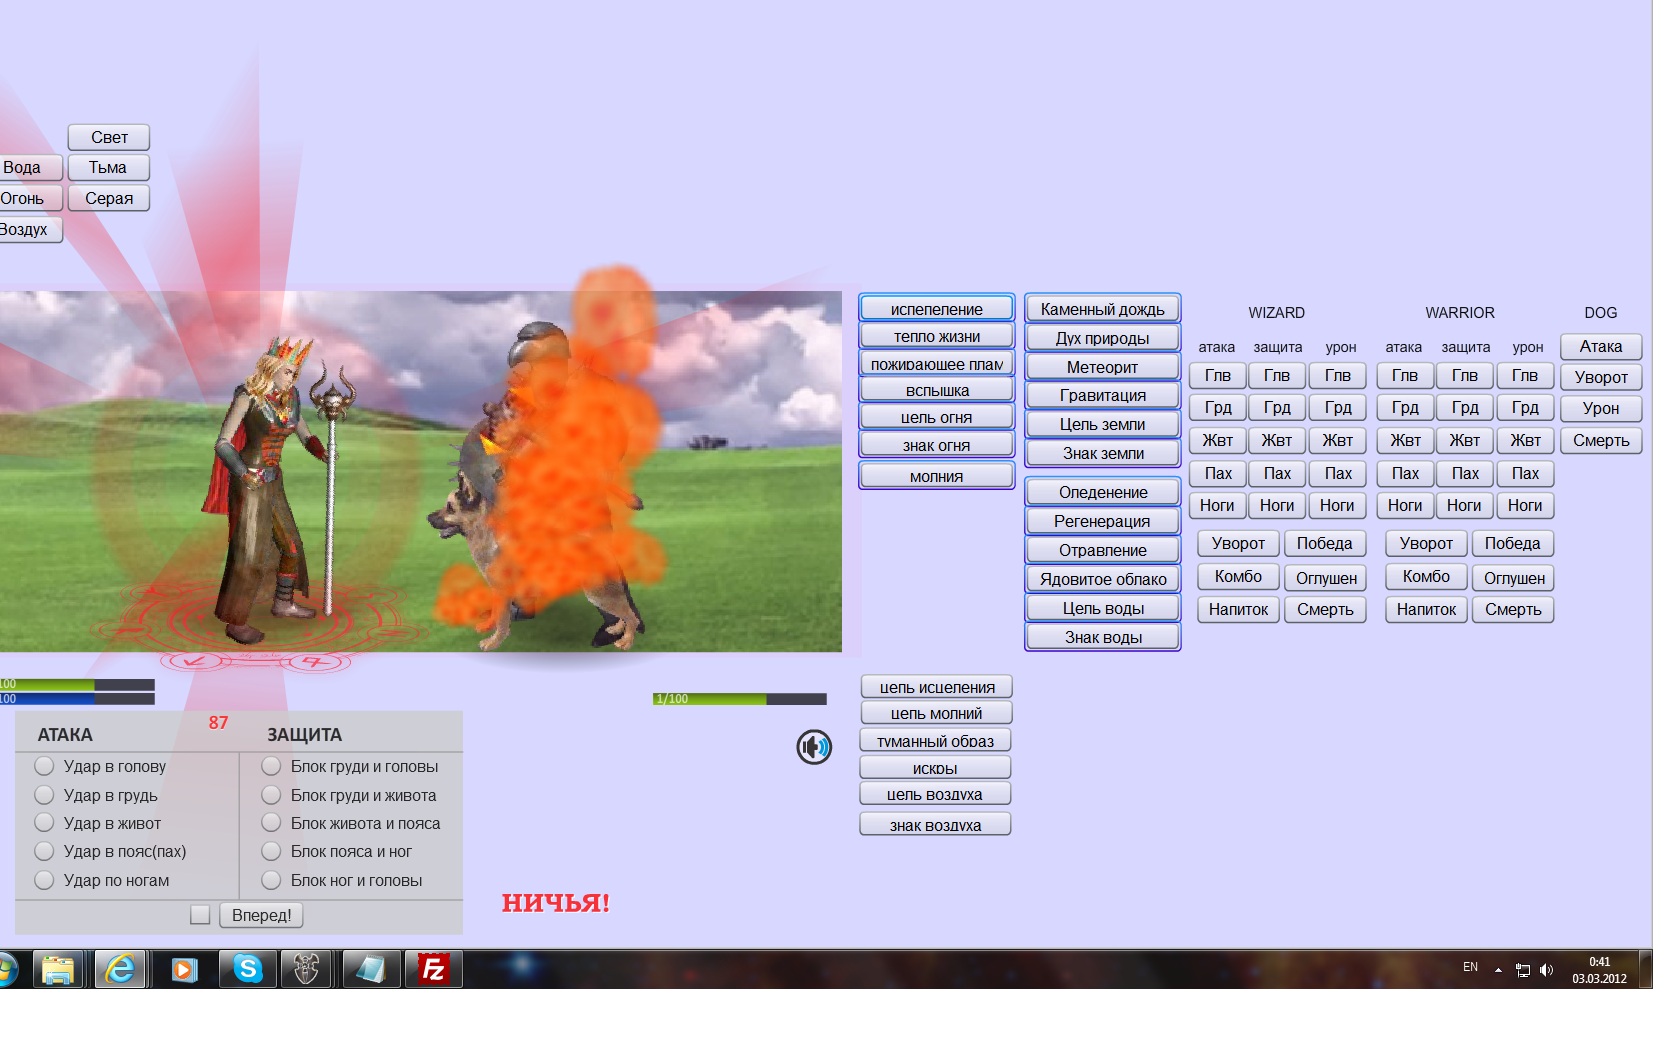 Свет
Вода
Тьма
Огонь
Серая
Воздух
испепеление
тепло жизни
пожирающее плам
вспышка
цель огня
знак огня
молния
Каменный дождь
Дух природы
Метеорит
Гравитация
Цель земли
Знак земли
Оледенение
Регенерация
Отравление
Ядовитое облако
Цель воды
Знак воды
WIZARD
атака защита урон
Глв Глв Глв
Грд Грд Грд
Жвт Жвт Жвт
Пах Пах Пах
Ноги Ноги Ноги
Уворот Победа
Комбо Оглушен
Напиток Смерть
WARRIOR
атака защита урон
Глв Глв Глв
Грд Грд Грд
Жвт Жвт Жвт
Пах Пах Пах
Ноги Ноги Ноги
Уворот Победа
Комбо Оглушен
Напиток Смерть
DOG
Атака
Уворот
Урон
Смерть
/100
/100
1/100
87
АТАКА
Удар в голову
Удар в грудь
Удар в живот
Удар в пояс(пах)
Удар по ногам
ЗАЩИТА
Блок груди и головы
Блок груди и живота
Блок живота и пояса
Блок пояса и ног
Блок ног и головы
Вперед!
НИЧЬЯ!
цепь исцеления
цепь молний
туманный образ
искры
цель воздуха
знак воздуха
Fz
EN
0:41
03.03.2012